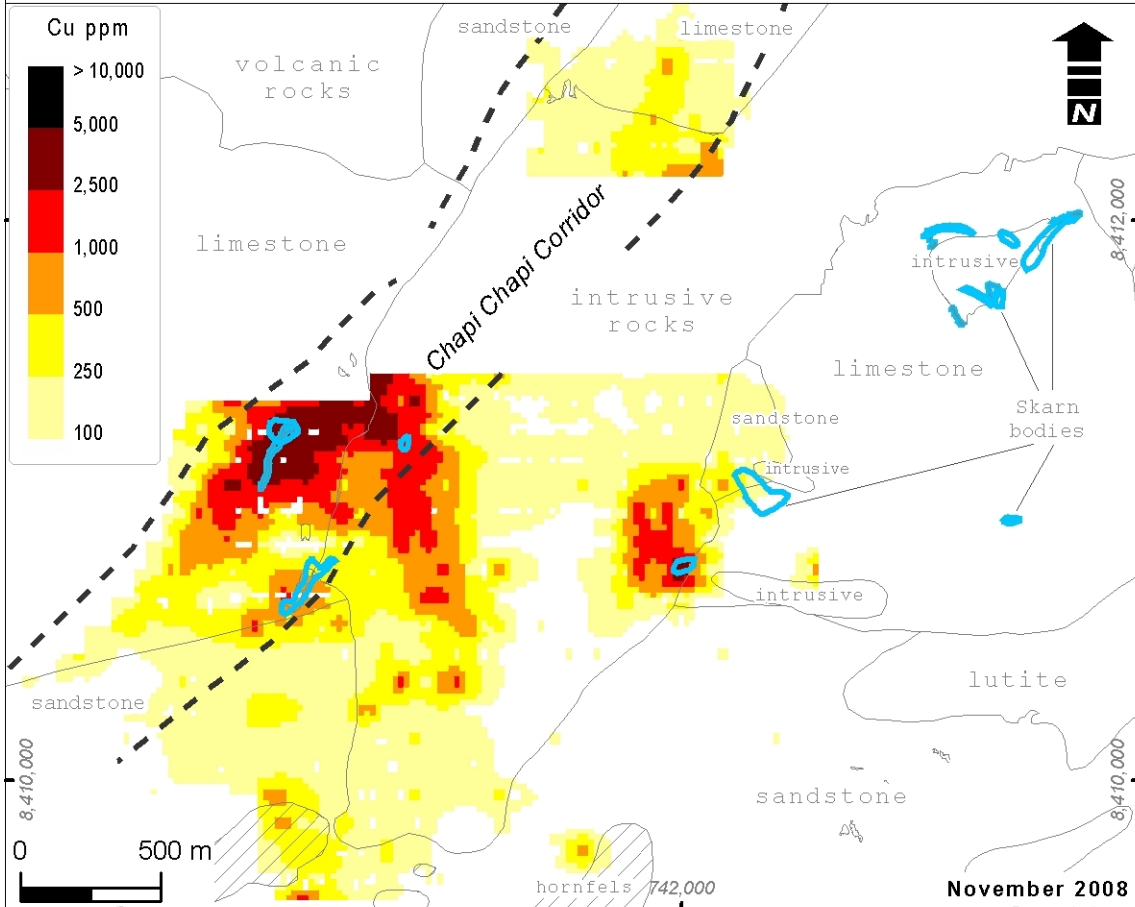 Cu ppm
> 10,000
5,000
2,500
1,000
500
250
100
sandstone
limestone
volcanic
rocks
N
limestone
Chapi Chapi Corridor
intrusive
rocks
8,412,000
intrusive
limestone
Skarn
bodies
sandstone
intrusive
intrusive
sandstone
lutite
8,410,000
8,410,000
sandstone
0
500 m
hornfels
742,000
November 2008